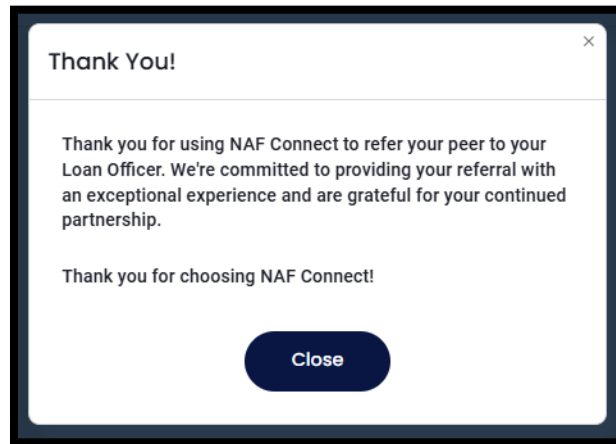 Thank You!
Thank you for using NAF Connect to refer your peer to your
Loan Officer. We're committed to providing your referral with
an exceptional experience and are grateful for your continued
partnership.
Thank you for choosing NAF Connect!
Close